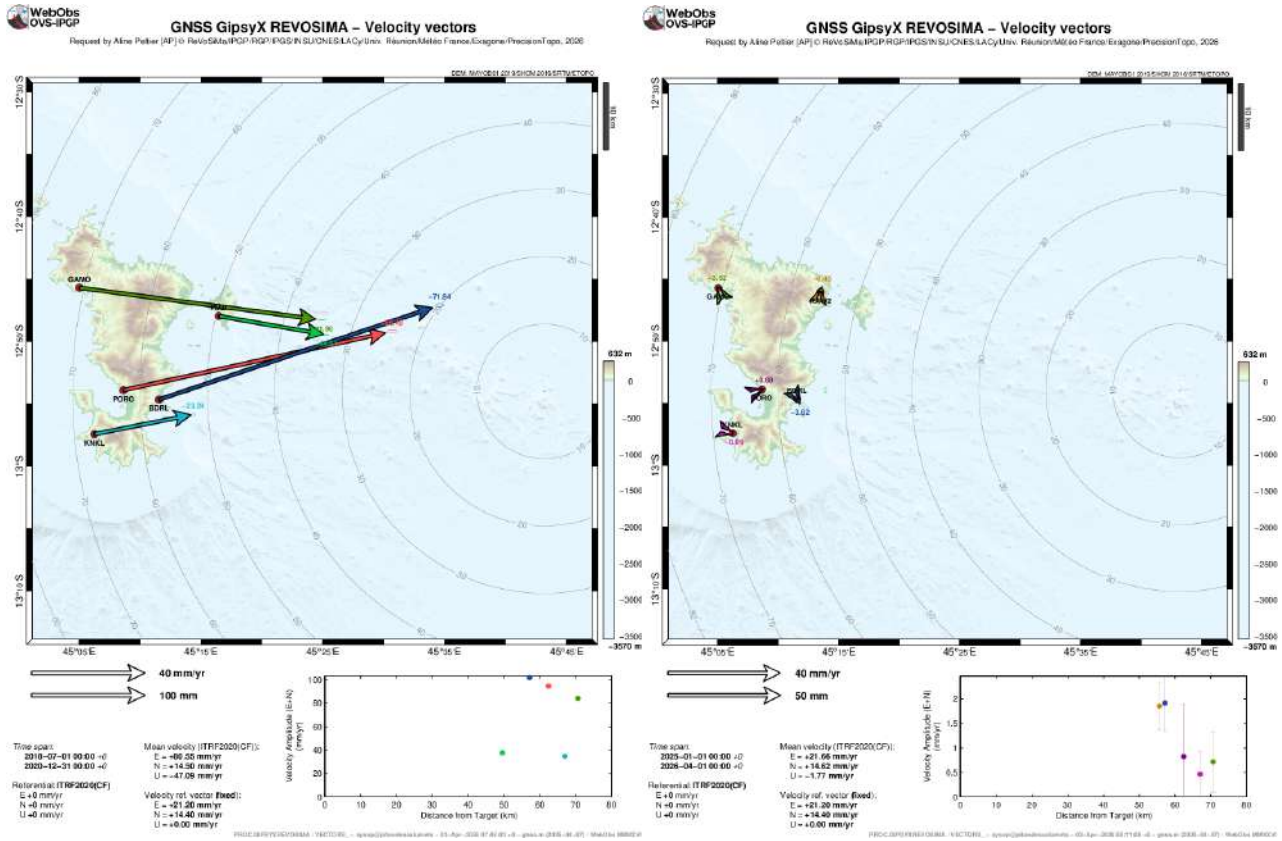 WebObs
OVS-IPGP
GNSS GipsyX REVOSIMA – Velocity vectors
Request by Aline Peltier [AP] © ReVoSiMa/IPGP/RGP/IPGS/INSU/CNES/LACy/Univ. Réunion/Météo France/Exagone/PrecisionTopo, 2026
10 km
12°30'S
12°40'S
12°50'S
13°S
13°10'S
GAMO
PORO
BDRL
KNKL
−71.64
632 m
0
−500
−1000
−1500
−2000
−2500
−3000
−3500
−3570 m
45°05'E
45°15'E
45°25'E
45°35'E
45°45'E
40 mm/yr
100 mm
Time span:
2018−07−01 00:00 +0
2020−12−31 00:00 +0
Referential: ITRF2020(CF)
E +0 mm/yr
N +0 mm/yr
U +0 mm/yr
Mean velocity (ITRF2020(CF)):
N = +14.50 mm/yr
U = −47.09 mm/yr
Velocity ref. vector (fixed):
E = +21.20 mm/yr
N = +14.40 mm/yr
U = +0.00 mm/yr
Velocity Amplitude (E+N)
(mm/yr)
100
80
60
40
20
0
0 10 20 30 40 50 60 70 80
Distance from Target (km)
WebObs
OVS-IPGP
GNSS GipsyX REVOSIMA – Velocity vectors
Request by Aline Peltier [AP] © ReVoSiMa/IPGP/RGP/IPGS/INSU/CNES/LACy/Univ. Réunion/Météo France/Exagone/PrecisionTopo, 2026
10 km
12°30'S
12°40'S
12°50'S
13°S
13°10'S
−3.62
632 m
0
−500
−1000
−1500
−2000
−2500
−3000
−3500
−3570 m
45°05'E
45°15'E
45°25'E
45°35'E
45°45'E
40 mm/yr
50 mm
Time span:
2025−01−01 00:00 +0
2026−04−01 00:00 +0
Referential: ITRF2020(CF)
E +0 mm/yr
N +0 mm/yr
U +0 mm/yr
Mean velocity (ITRF2020(CF)):
E = +21.66 mm/yr
N = +14.62 mm/yr
U = −1.77 mm/yr
Velocity ref. vector (fixed):
E = +21.20 mm/yr
N = +14.40 mm/yr
U = +0.00 mm/yr
Velocity Amplitude (E+N)
(mm/yr)
2
1.5
1
0.5
0
0 10 20 30 40 50 60 70 80
Distance from Target (km)